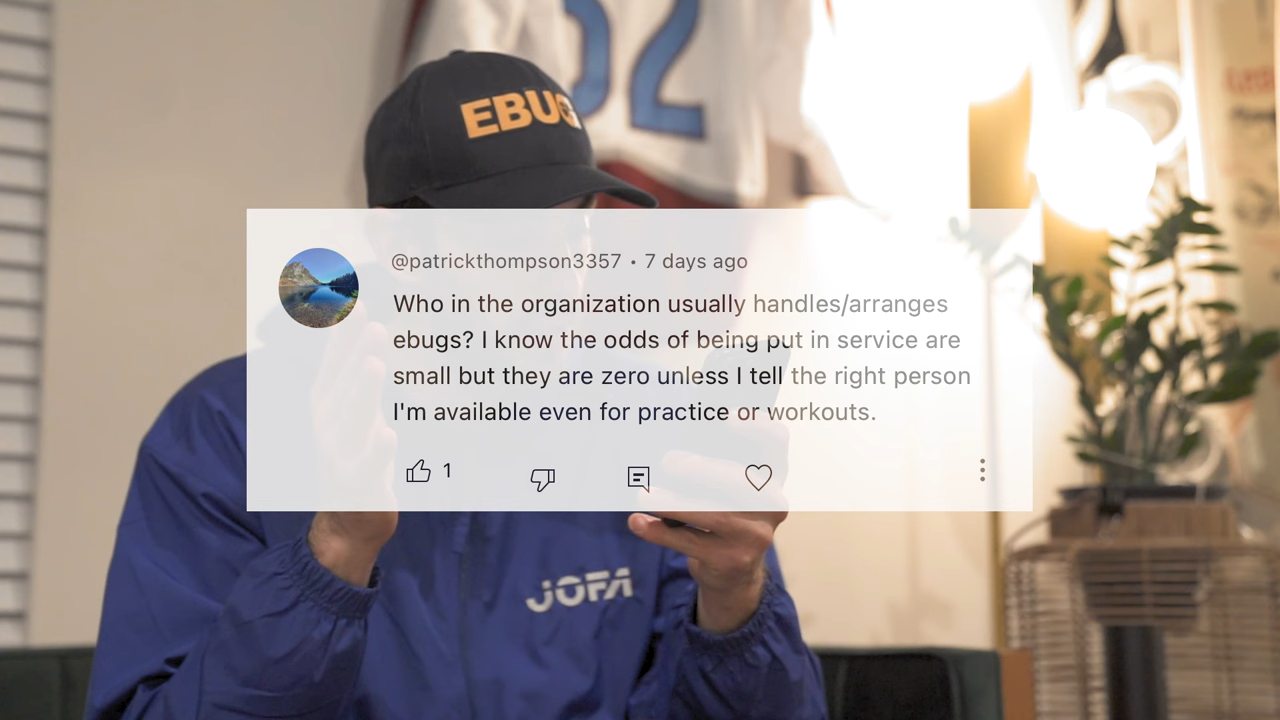 52
EBUG
@patrickthompson3357 • 7 days ago
Who in the organization usually handles/arranges
ebugs? I know the odds of being put in service are
small but they are zero unless I tell the right person
I'm available even for practice or workouts.
1
JOFA